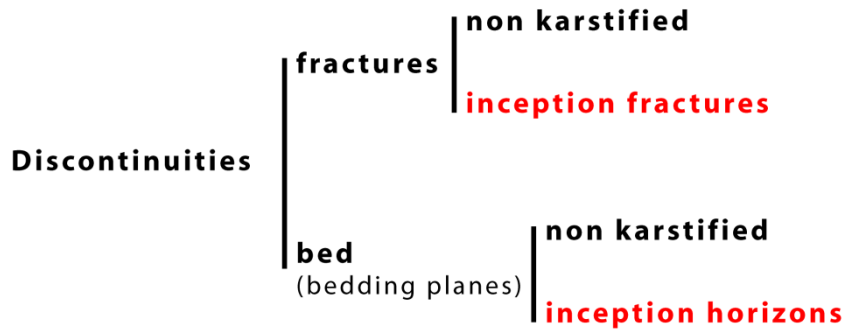 non karstified
fractures
inception fractures
Discontinuities
non karstified
bed
(bedding planes)
inception horizons